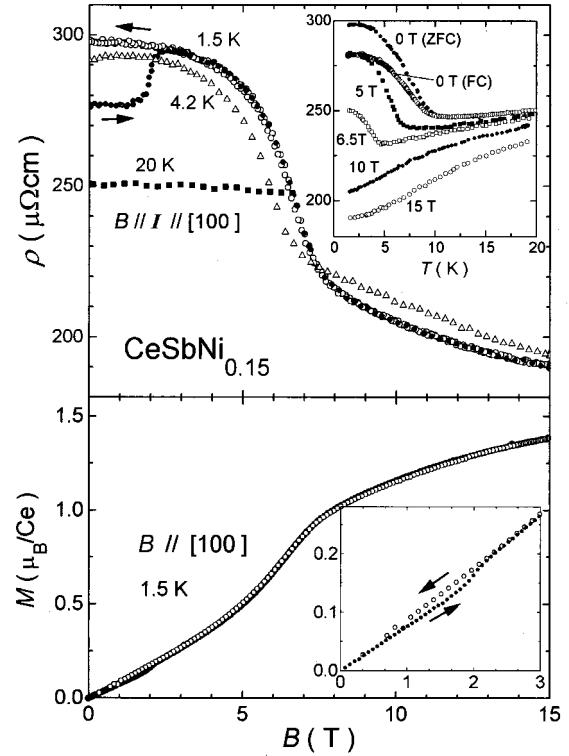 300
250
200
ρ ( μΩcm )
1.5 K
4.2 K
20 K
B // I // [100]
CeSbNi0.15
300
250
200
0 T (ZFC)
0 T (FC)
5 T
6.5T
10 T
15 T
0 5 10 15 20
T ( K )
1.5
1.0
0.5
0.0
M ( μB/Ce )
B // [100]
1.5 K
0.2
0.1
0.0
0 1 2 3
0 5 10 15
B ( T )